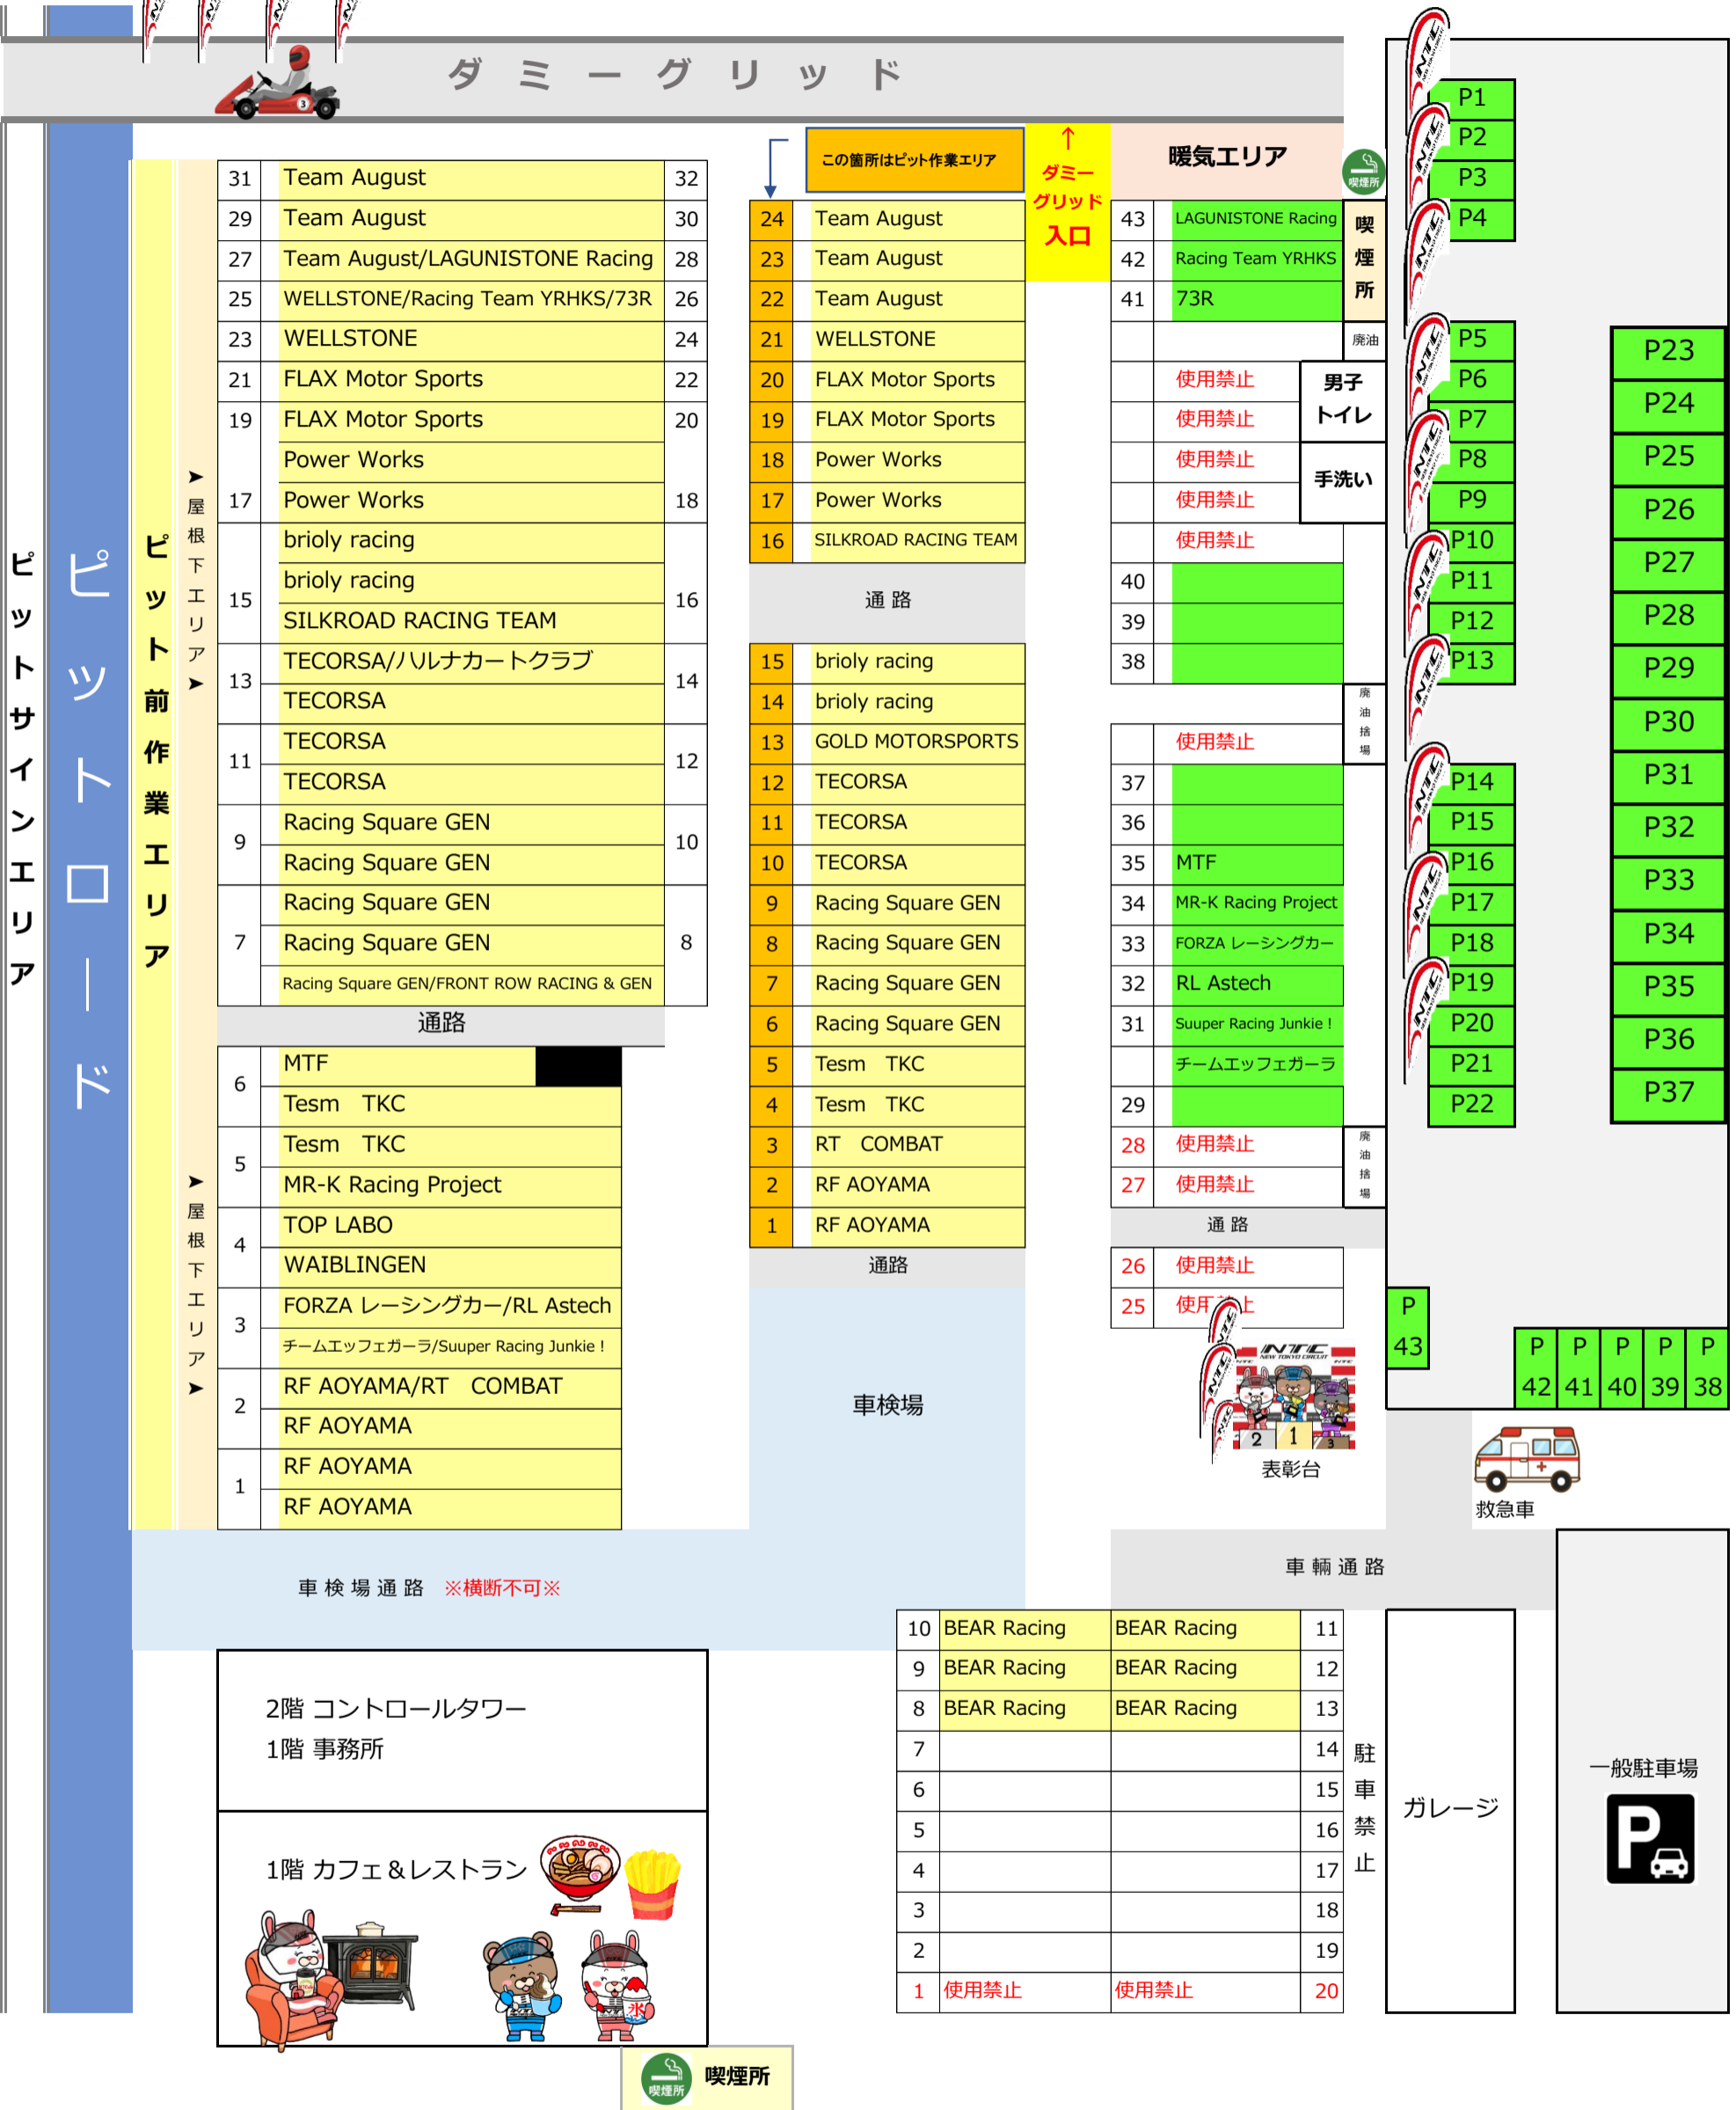 ダミーグリッド
3
ピットサインエリア
ピットロード
ピット前作業エリア
➤屋根下エリア➤
➤屋根下エリア➤
31 Team August 32
29 Team August 30
27 Team August/LAGUNISTONE Racing 28
25 WELLSTONE/Racing Team YRHKS/73R 26
23 WELLSTONE 24
21 FLAX Motor Sports 22
19 FLAX Motor Sports 20
Power Works
17 Power Works 18
brioly racing
15 brioly racing 16
SILKROAD RACING TEAM
13 TECORSA/ハルナカートクラブ 14
TECORSA
11 TECORSA 12
TECORSA
9 Racing Square GEN 10
Racing Square GEN
Racing Square GEN
7 Racing Square GEN 8
Racing Square GEN/FRONT ROW RACING & GEN
通路
6 MTF
Tesm TKC
5 Tesm TKC
MR-K Racing Project
4 TOP LABO
WAIBLINGEN
3 FORZA レーシングカー/RL Astech
チームエッフェガーラ/Suuper Racing Junkie！
2 RF AOYAMA/RT COMBAT
RF AOYAMA
1 RF AOYAMA
RF AOYAMA
この箇所はピット作業エリア
24 Team August
23 Team August
22 Team August
21 WELLSTONE
20 FLAX Motor Sports
19 FLAX Motor Sports
18 Power Works
17 Power Works
16 SILKROAD RACING TEAM
通路
15 brioly racing
14 brioly racing
13 GOLD MOTORSPORTS
12 TECORSA
11 TECORSA
10 TECORSA
9 Racing Square GEN
8 Racing Square GEN
7 Racing Square GEN
6 Racing Square GEN
5 Tesm TKC
4 Tesm TKC
3 RT COMBAT
2 RF AOYAMA
1 RF AOYAMA
通路
車検場
車検場通路 ※横断不可※
↑
ダミー
グリッド
入口
暖気エリア
喫煙所
喫煙所
43 LAGUNISTONE Racing
42 Racing Team YRHKS
41 73R
廃油
使用禁止
使用禁止
男子
トイレ
使用禁止
使用禁止
手洗い
使用禁止
40
39
38
廃油捨場
使用禁止
37
36
35 MTF
34 MR-K Racing Project
33 FORZA レーシングカー
32 RL Astech
31 Suuper Racing Junkie！
チームエッフェガーラ
29
28 使用禁止
27 使用禁止
廃油捨場
通路
26 使用禁止
25 使用禁止
NTC
NEW TOKYO CIRCUIT
2 1 3
表彰台
P1
P2
P3
P4
P5
P6
P7
P8
P9
P10
P11
P12
P13
P14
P15
P16
P17
P18
P19
P20
P21
P22
P23
P24
P25
P26
P27
P28
P29
P30
P31
P32
P33
P34
P35
P36
P37
P43
P42 P41 P40 P39 P38
救急車
車輌通路
10 BEAR Racing BEAR Racing 11
9 BEAR Racing BEAR Racing 12
8 BEAR Racing BEAR Racing 13
7 14
6 15
5 16
4 17
3 18
2 19
1 使用禁止 使用禁止 20
駐車禁止
ガレージ
一般駐車場
P
2階 コントロールタワー
1階 事務所
1階 カフェ＆レストラン
氷
喫煙所
喫煙所